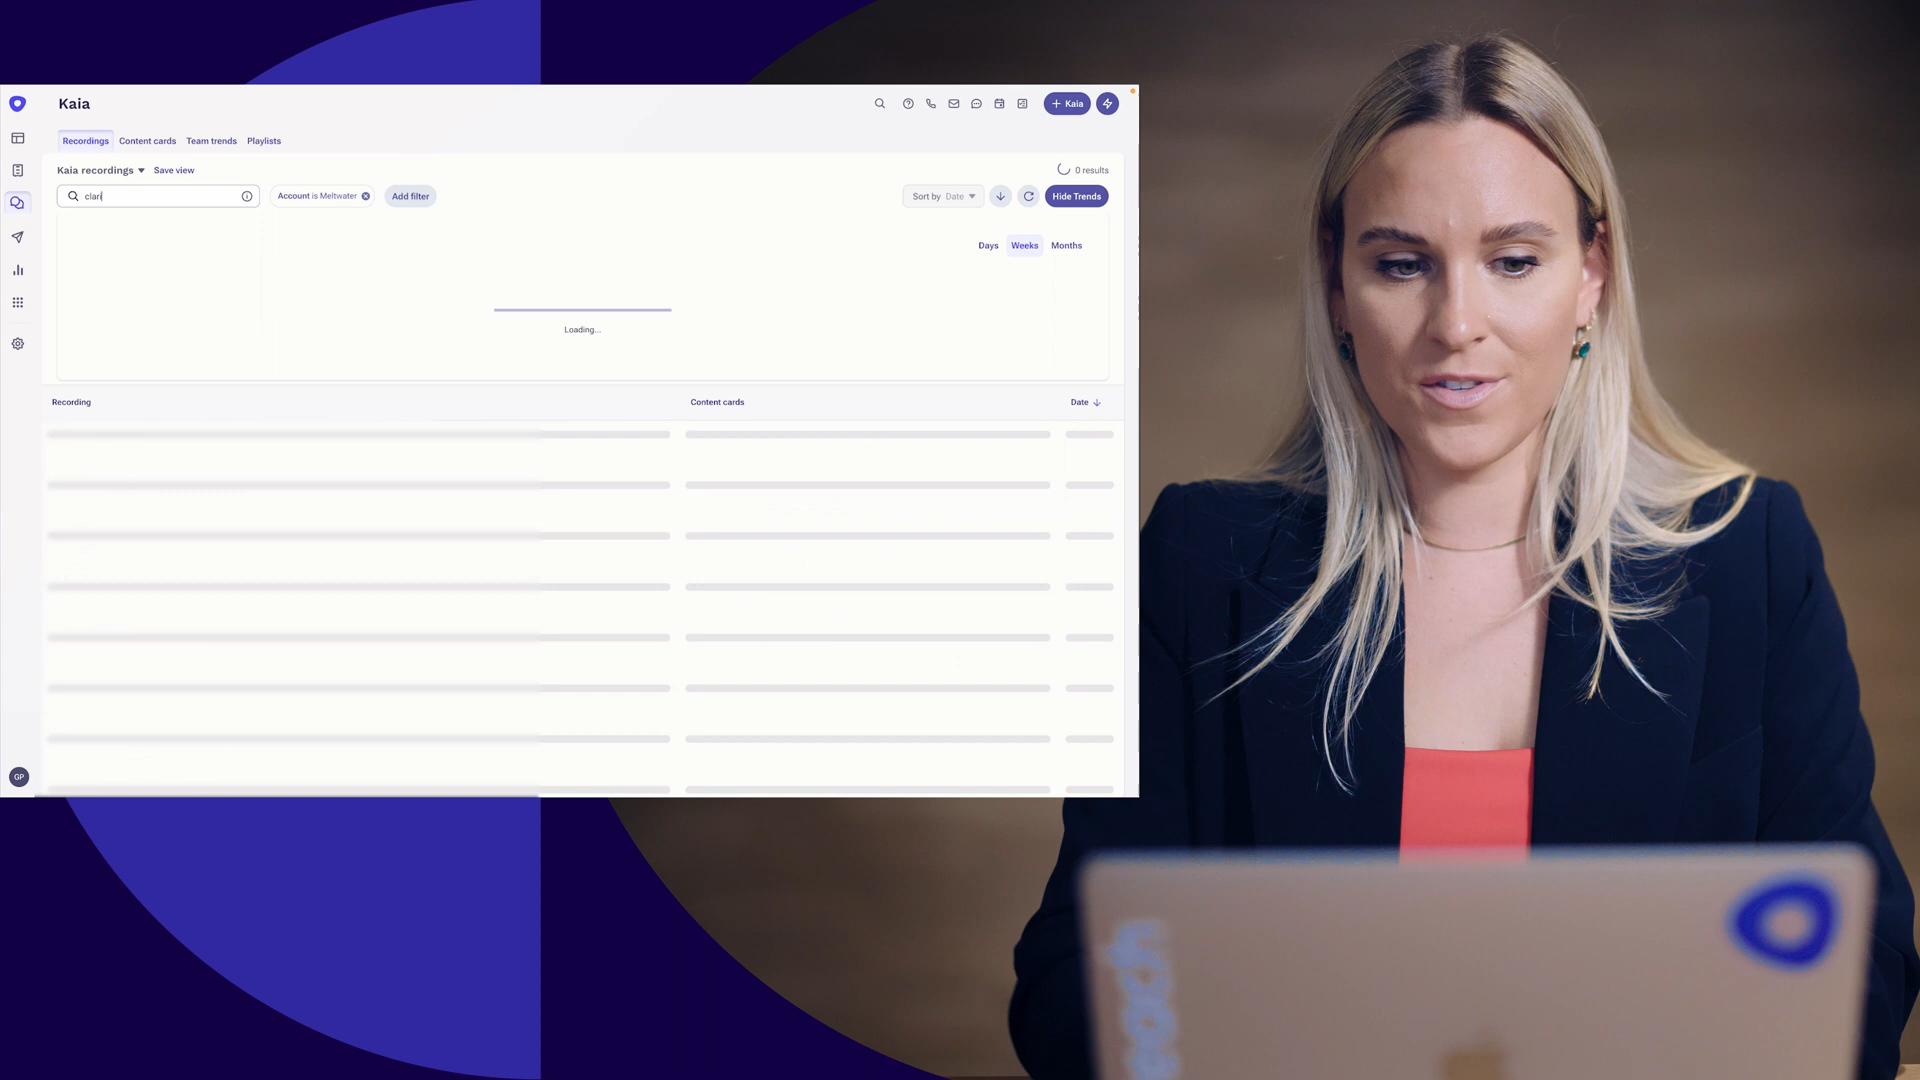 Kaia
+ Kaia
Recordings Content cards Team trends Playlists
Kaia recordings Save view
0 results
clari
Account is Meltwater
Add filter
Sort by Date
Hide Trends
Days Weeks Months
Loading...
Recording Content cards Date
GP